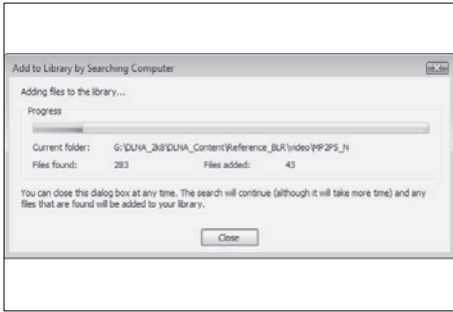 Add to Library by Searching Computer
Adding files to the library...
Progress
Current folder: G:\DLNA_2k8\DLNA_Content\Reference_BLR\video\MP2PS_N
Files found: 283 Files added: 43
You can close this dialog box at any time. The search will continue (although it will take more time) and any
files that are found will be added to your library.
Close